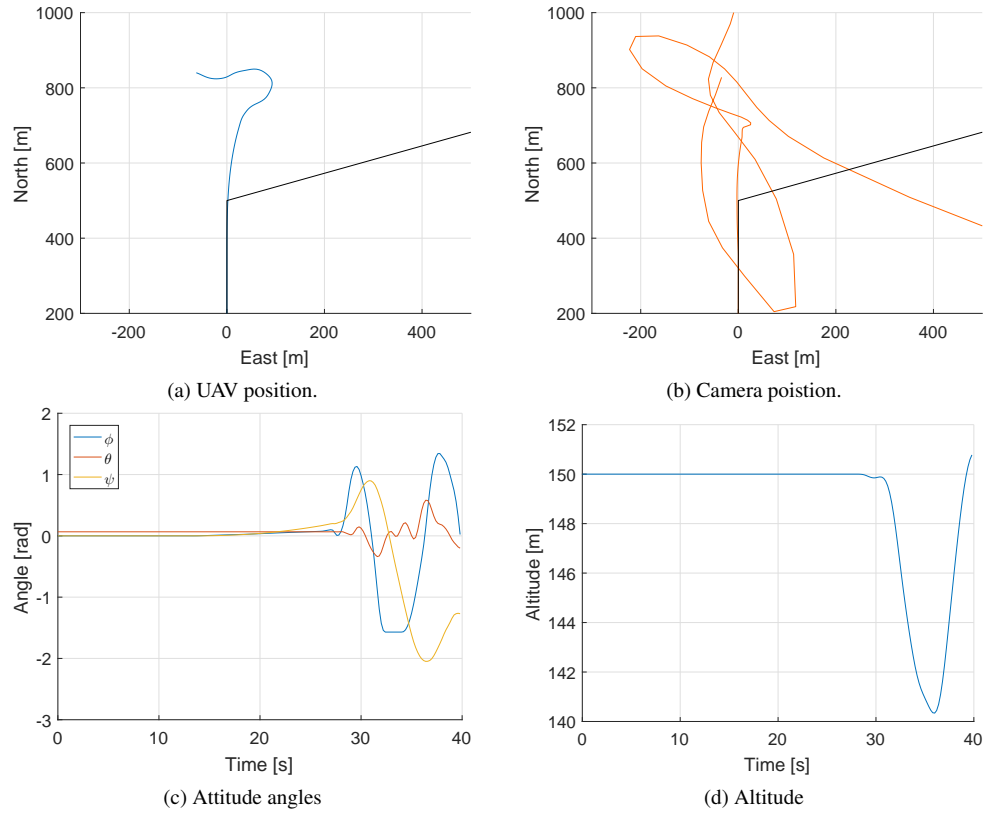 1000
800
600
400
200
North [m]
-200
0
200
400
East [m]
(a) UAV position.
1000
800
600
400
200
North [m]
-200
0
200
400
East [m]
(b) Camera poistion.
2
1
0
-1
-2
-3
Angle [rad]
ϕ
θ
ψ
0
10
20
30
40
Time [s]
(c) Attitude angles
152
150
148
146
144
142
140
Altitude [m]
0
10
20
30
40
Time [s]
(d) Altitude